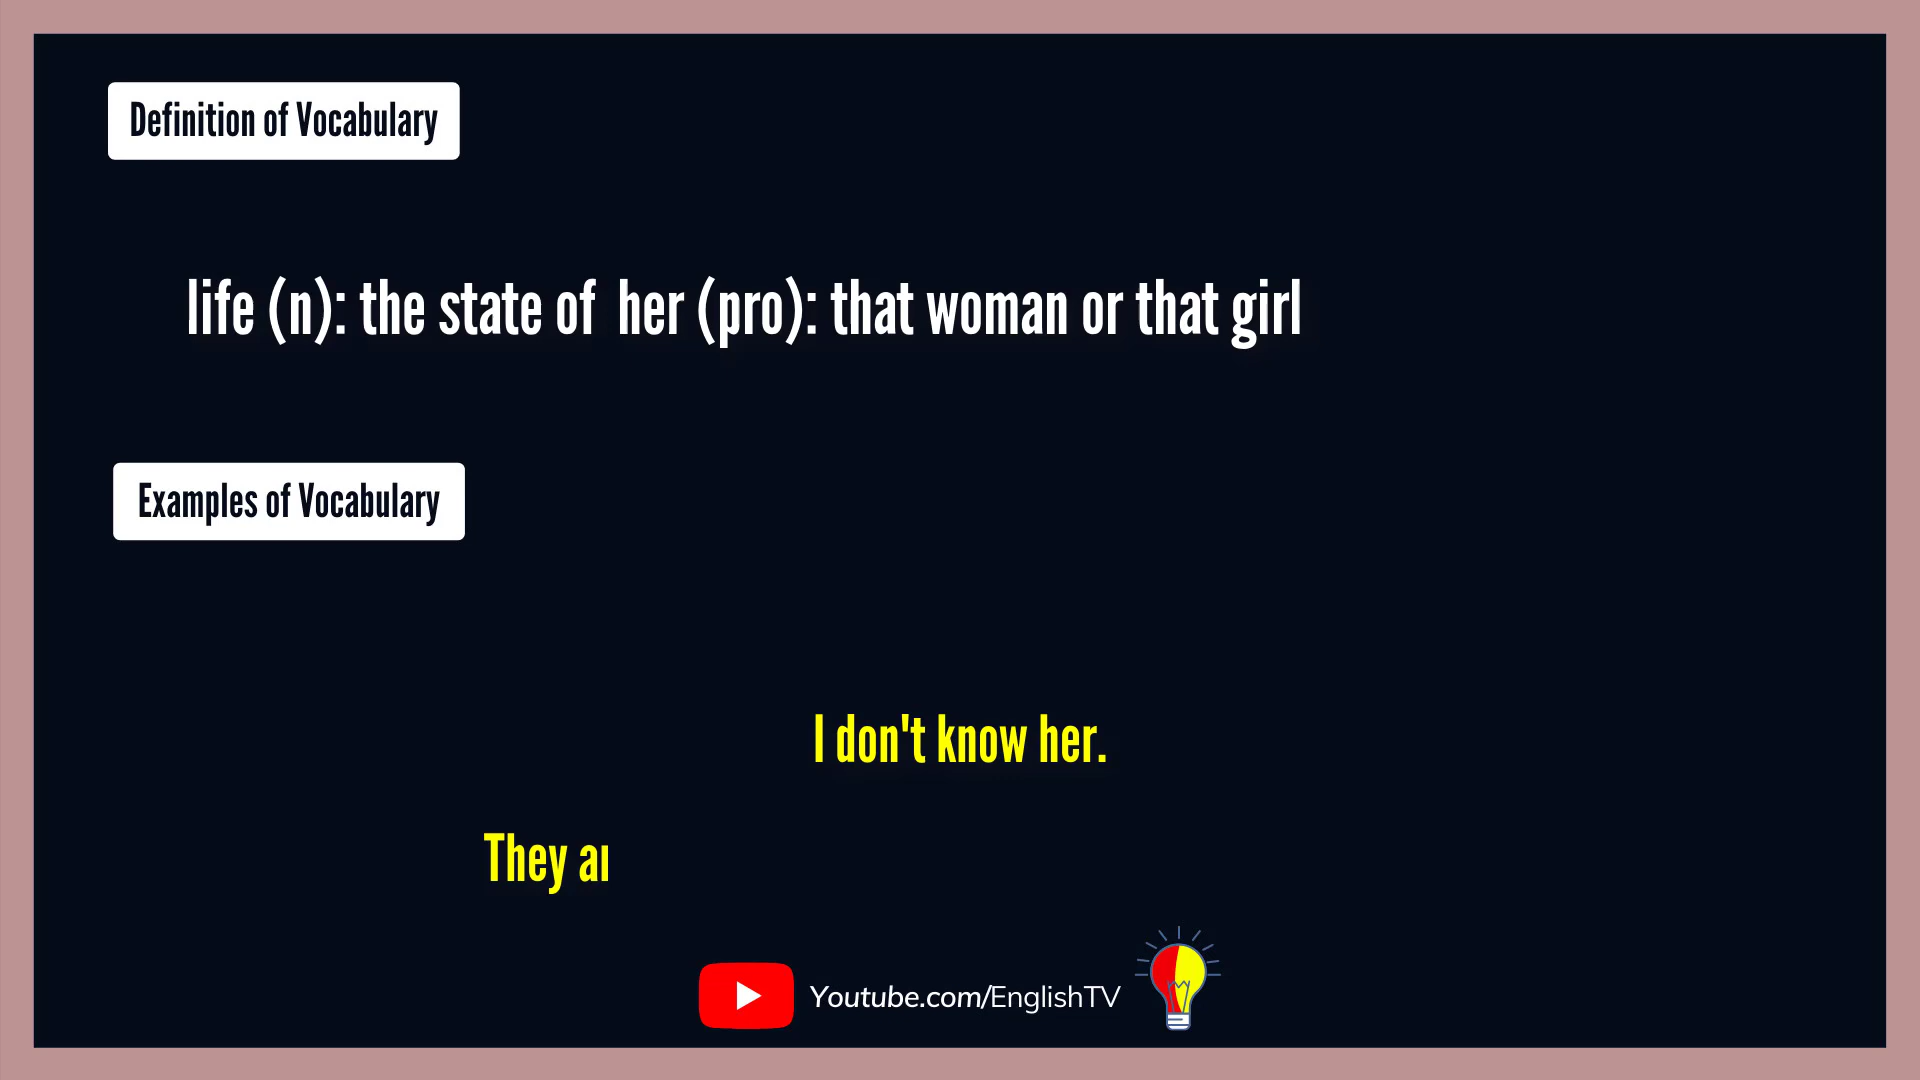 Definition of Vocabulary
life (n): the state of her (pro): that woman or that girl
Examples of Vocabulary
I don't know her.
They
Youtube.com/EnglishTV